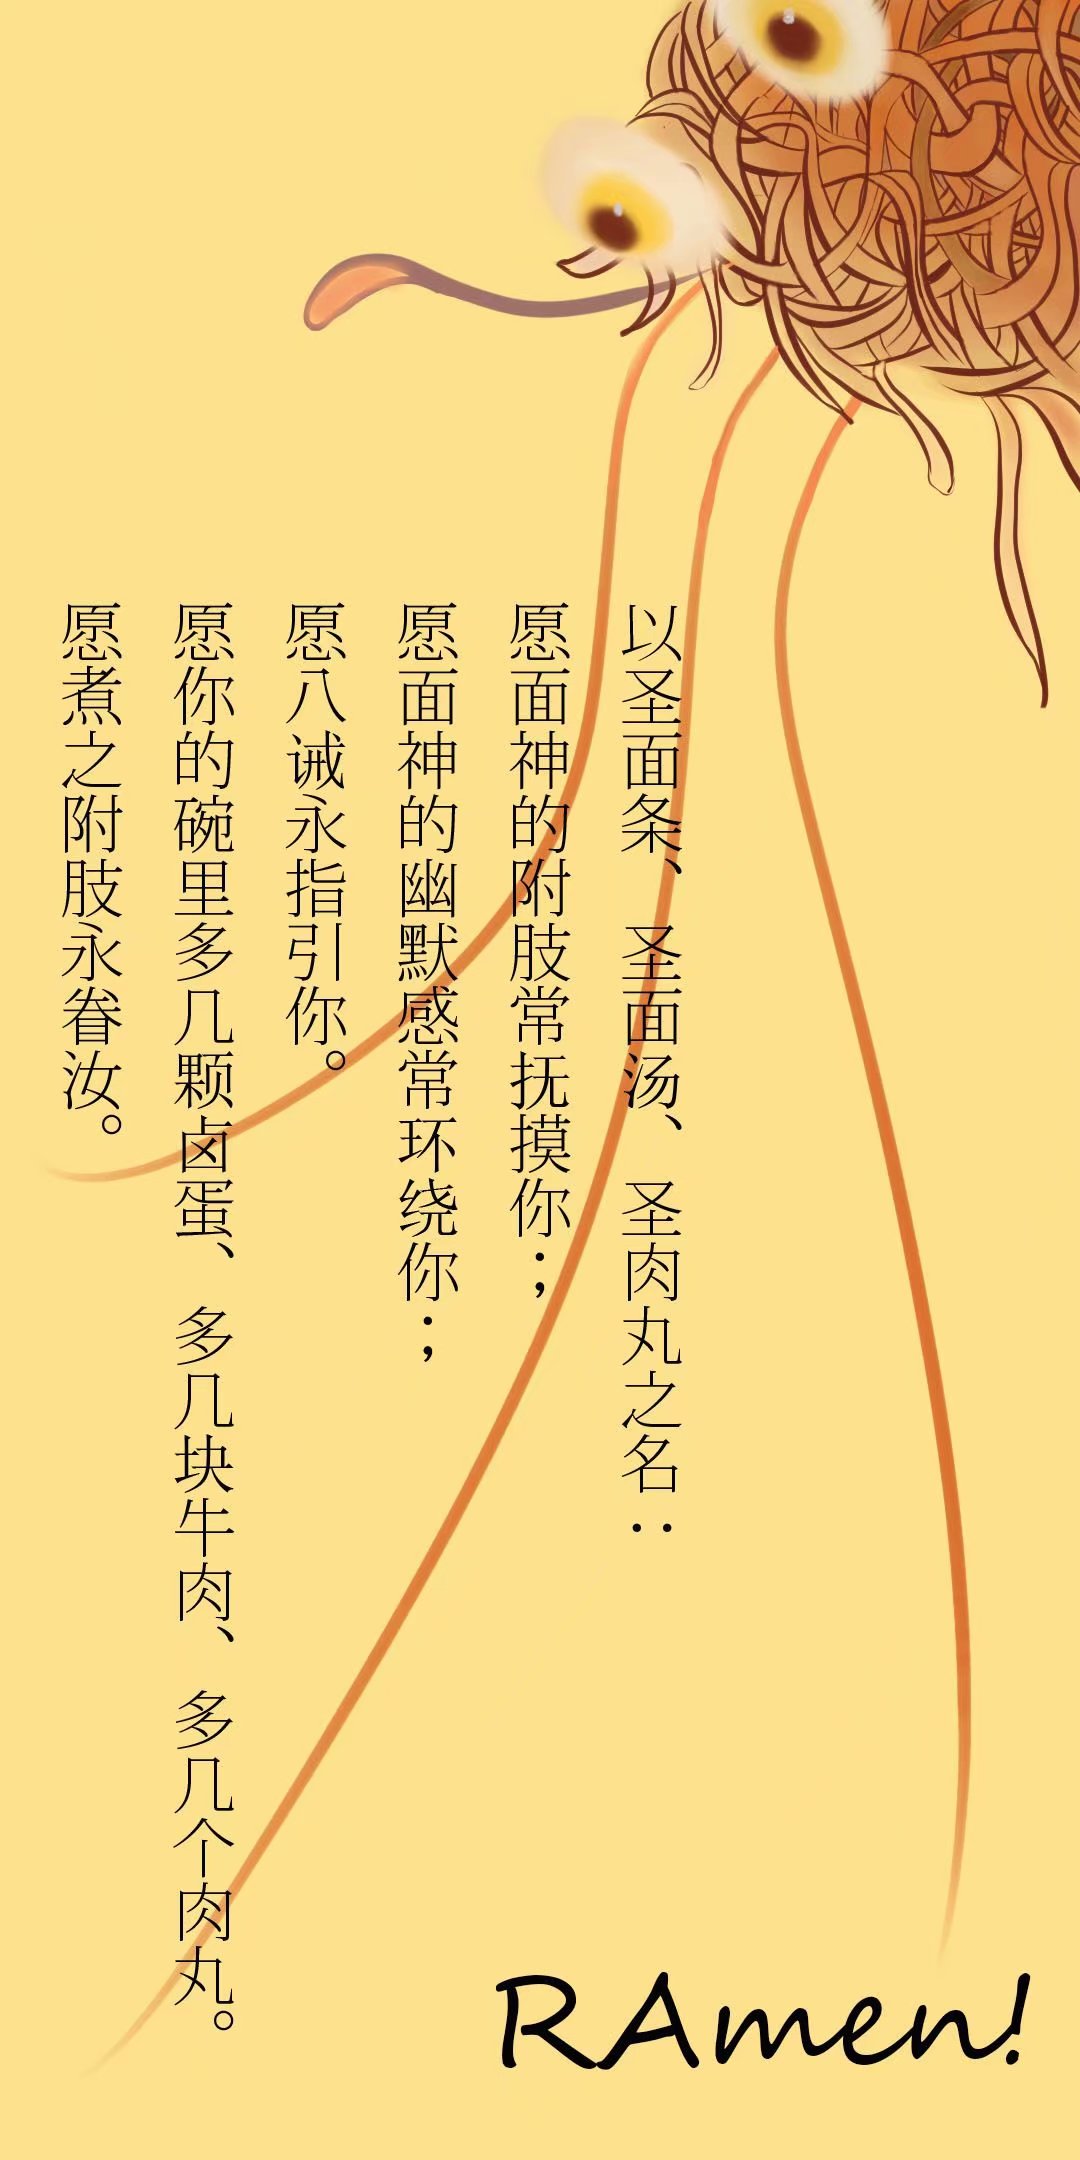 以圣面条、圣面汤、圣肉丸之名：
愿面神的附肢常抚摸你；
愿面神的幽默感常环绕你；
愿八诫永指引你。
愿你的碗里多几颗卤蛋、多几块牛肉、多几个肉丸。
愿煮之附肢永眷汝。
RAmen!